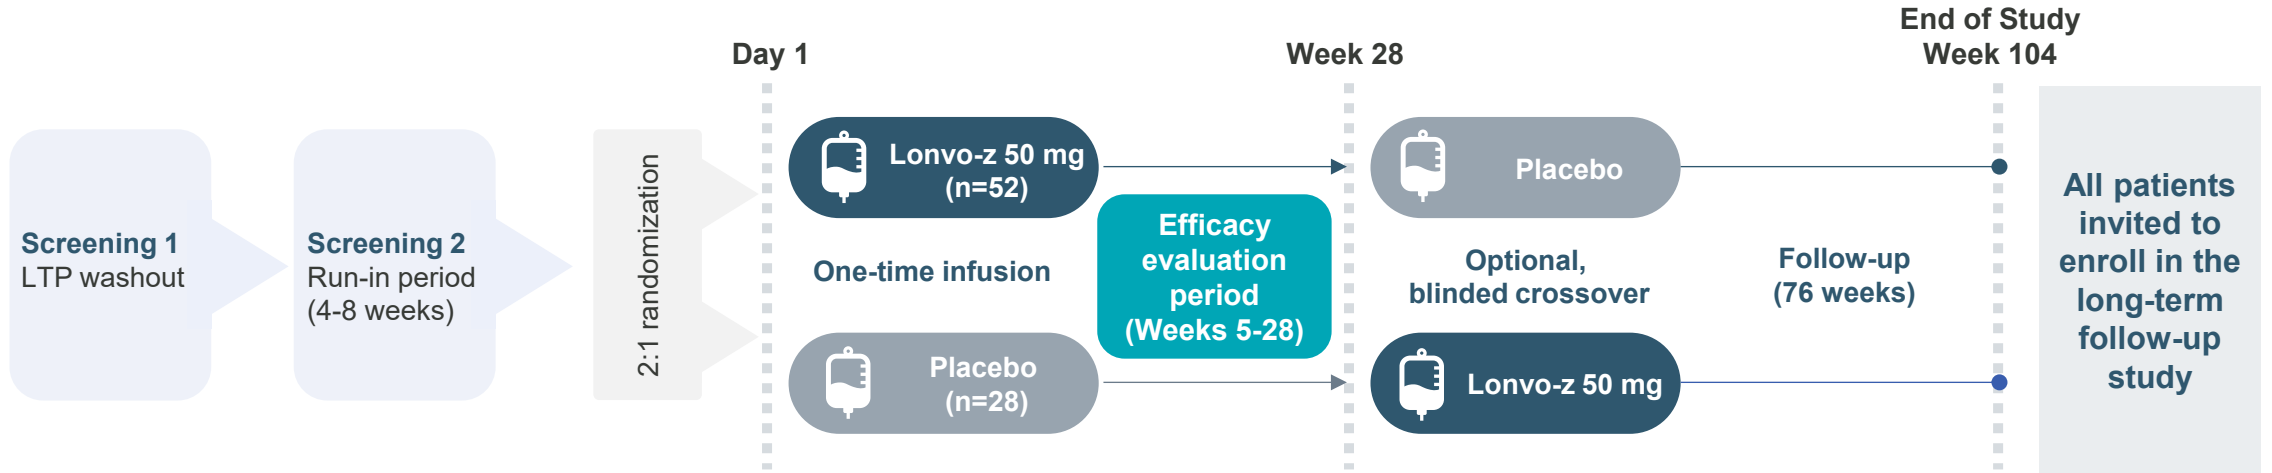 Screening 1
LTP washout
Screening 2
Run-in period
(4-8 weeks)
2:1 randomization
Day 1
Lonvo-z 50 mg
(n=52)
One-time infusion
Placebo
(n=28)
Efficacy
evaluation
period
(Weeks 5-28)
Week 28
Placebo
Optional,
blinded crossover
Lonvo-z 50 mg
Follow-up
(76 weeks)
End of Study
Week 104
All patients
invited to
enroll in the
long-term
follow-up
study